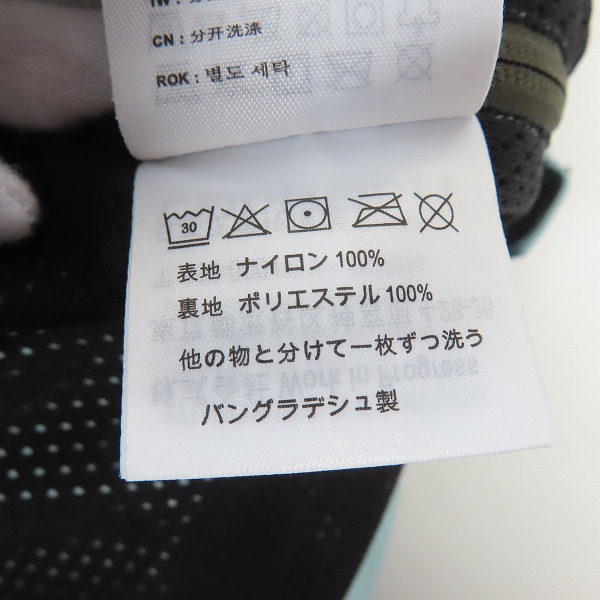 CN : 分开洗涤
ROK : 별도 세탁
30
表地 ナイロン 100%
裏地 ポリエステル 100%
他の物と分けて一枚ずつ洗う
バングラデシュ製